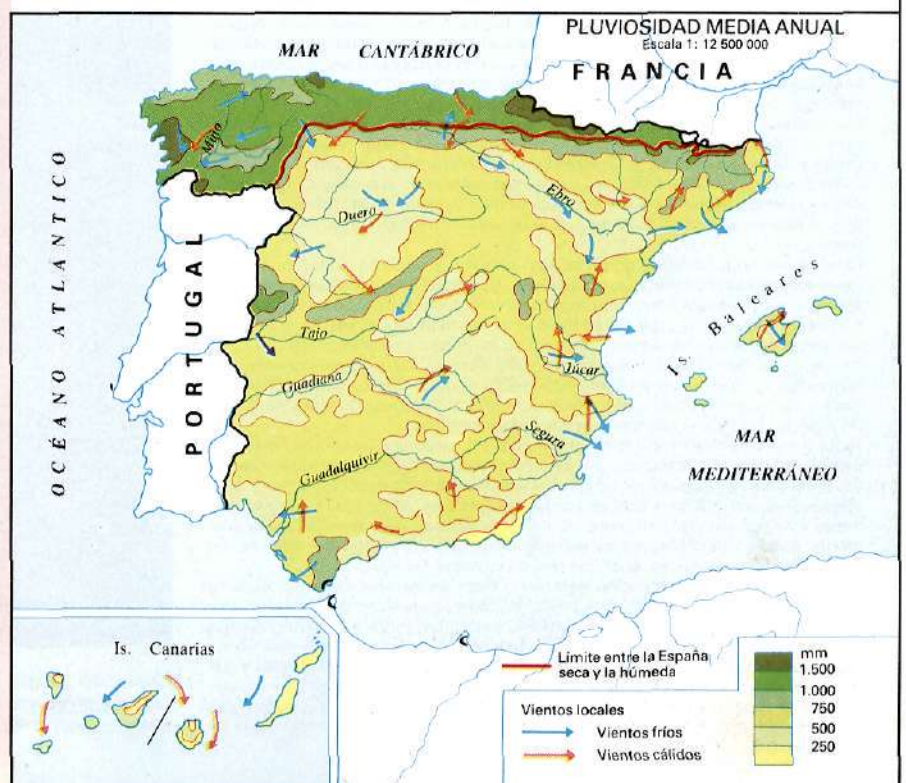 PLUVIOSIDAD MEDIA ANUAL
Escala 1: 12 500 000
MAR CANTÁBRICO
FRANCIA
OCÉANO ATLÁNTICO
PORTUGAL
Miño
Duero
Ebro
Tajo
Guadiana
Júcar
Segura
Guadalquivir
Is. Baleares
MAR
MEDITERRÁNEO
Is. Canarias
Límite entre la España
seca y la húmeda
Vientos locales
Vientos fríos
Vientos cálidos
mm
1.500
1.000
750
500
250